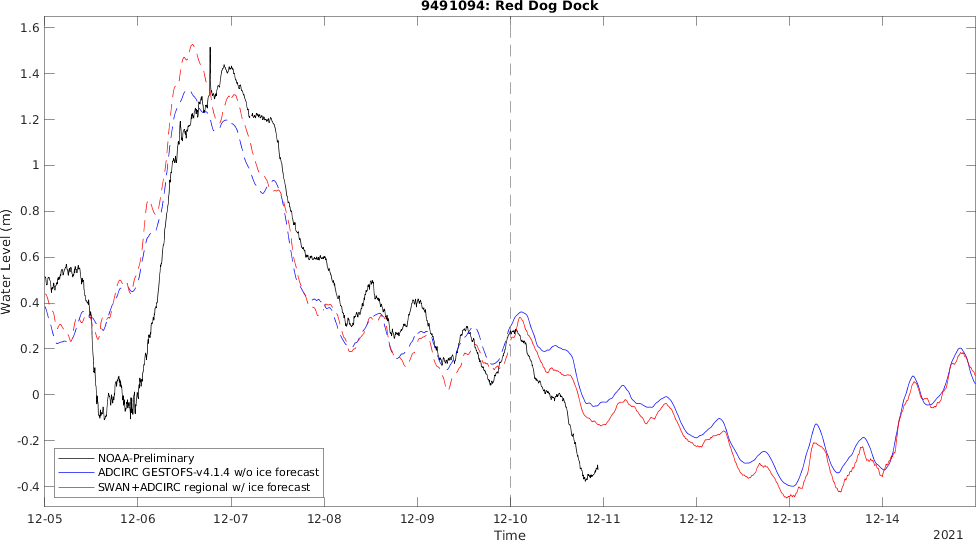 9491094: Red Dog Dock
1.6
1.4
1.2
1
0.8
0.6
0.4
0.2
0
-0.2
-0.4
Water Level (m)
NOAA-Preliminary
ADCIRC GESTOFS-v4.1.4 w/o ice forecast
SWAN+ADCIRC regional w/ ice forecast
12-05 12-06 12-07 12-08 12-09 12-10 12-11 12-12 12-13 12-14
Time
2021